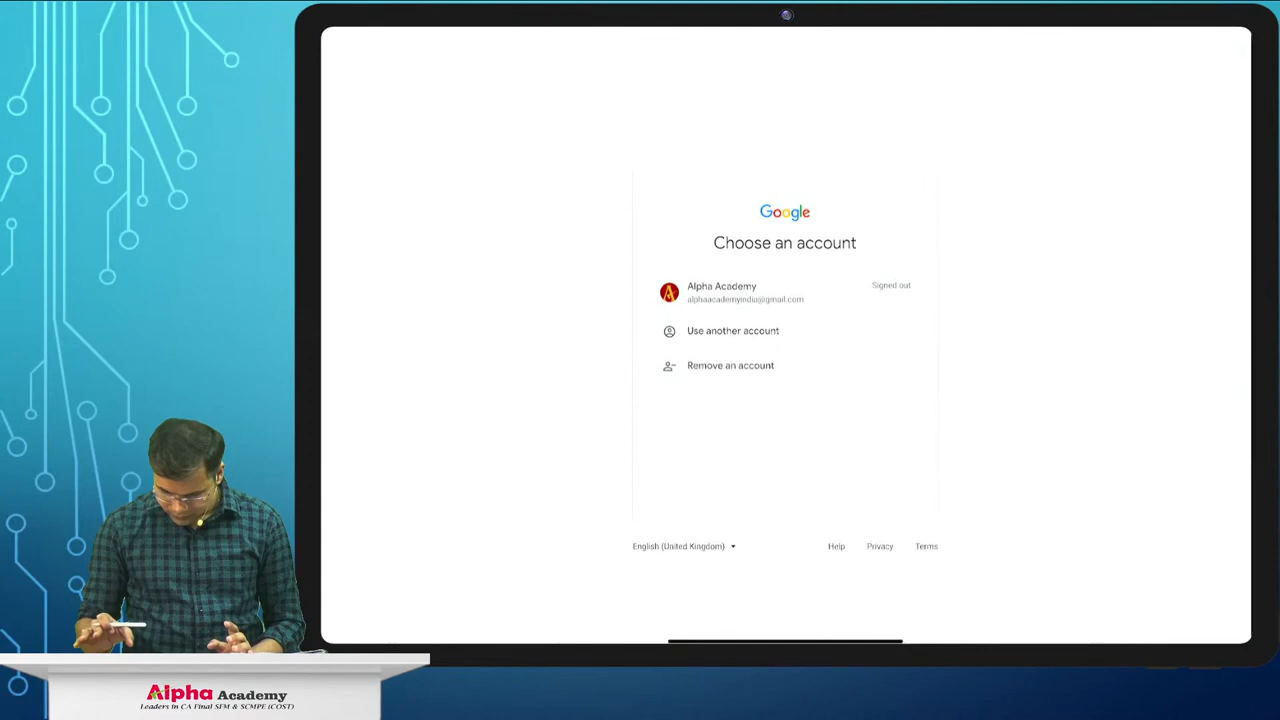 Google
Choose an account
Alpha Academy
alphaacademyindia@gmail.com
Signed out
Use another account
Remove an account
English (United Kingdom)
Help
Privacy
Terms
Alpha Academy
Leaders in CA Final SFM & SCMPE (COST)